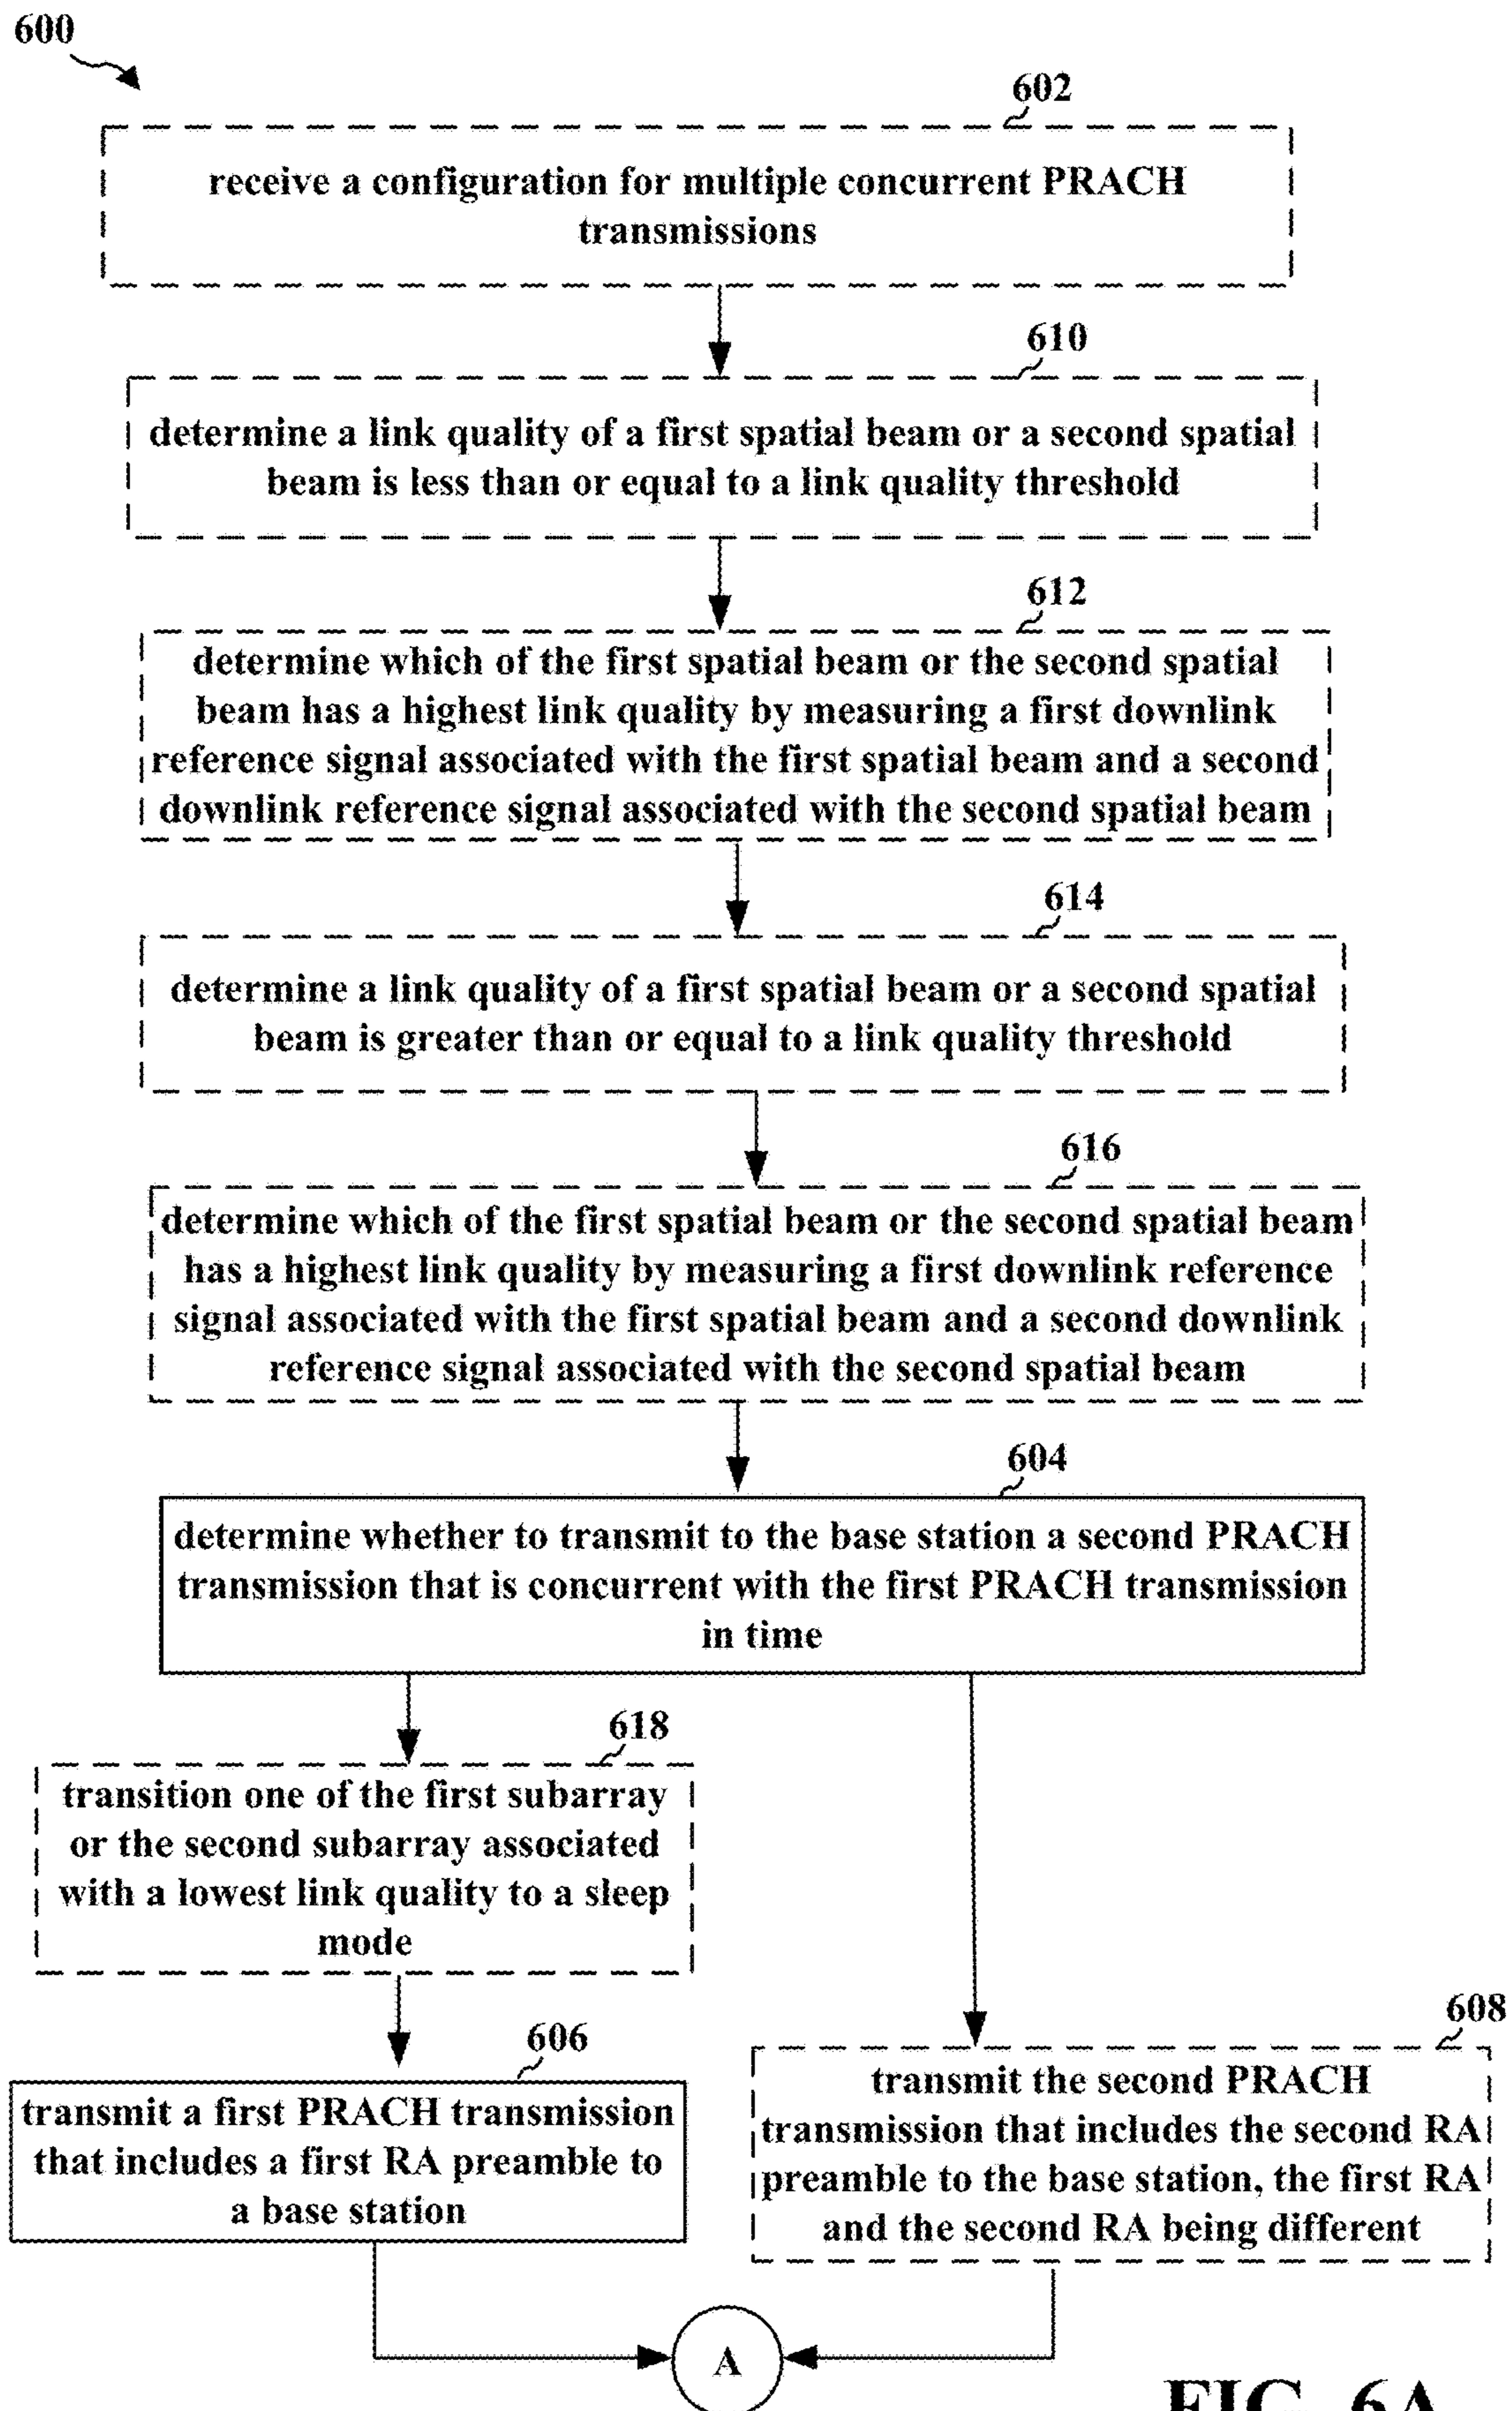 600
602
receive a configuration for multiple concurrent PRACH
transmissions
610
determine a link quality of a first spatial beam or a second spatial
beam is less than or equal to a link quality threshold
612
determine which of the first spatial beam or the second spatial
beam has a highest link quality by measuring a first downlink
reference signal associated with the first spatial beam and a second
downlink reference signal associated with the second spatial beam
614
determine a link quality of a first spatial beam or a second spatial
beam is greater than or equal to a link quality threshold
616
determine which of the first spatial beam or the second spatial beam
has a highest link quality by measuring a first downlink reference
signal associated with the first spatial beam and a second downlink
reference signal associated with the second spatial beam
604
determine whether to transmit to the base station a second PRACH
transmission that is concurrent with the first PRACH transmission
in time
618
transition one of the first subarray
or the second subarray associated
with a lowest link quality to a sleep
mode
606
transmit a first PRACH transmission
that includes a first RA preamble to
a base station
608
transmit the second PRACH
transmission that includes the second RA
preamble to the base station, the first RA
and the second RA being different
A
FIG. 6A